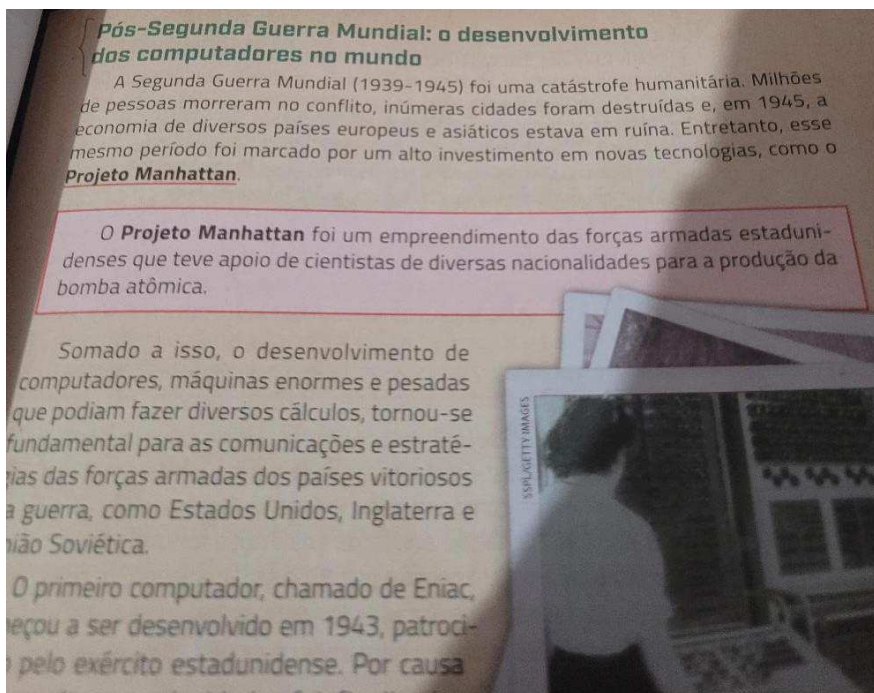 Pós-Segunda Guerra Mundial: o desenvolvimento
dos computadores no mundo
A Segunda Guerra Mundial (1939-1945) foi uma catástrofe humanitária. Milhões
de pessoas morreram no conflito, inúmeras cidades foram destruídas e, em 1945, a
economia de diversos países europeus e asiáticos estava em ruína. Entretanto, esse
mesmo período foi marcado por um alto investimento em novas tecnologias, como o
Projeto Manhattan.
O Projeto Manhattan foi um empreendimento das forças armadas estaduni-
denses que teve apoio de cientistas de diversas nacionalidades para a produção da
bomba atômica.
Somado a isso, o desenvolvimento de
computadores, máquinas enormes e pesadas
que podiam fazer diversos cálculos, tornou-se
fundamental para as comunicações e estraté-
gias das forças armadas dos países vitoriosos
a guerra, como Estados Unidos, Inglaterra e
nião Soviética.
O primeiro computador, chamado de Eniac,
eçou a ser desenvolvido em 1943, patroci-
pelo exército estadunidense. Por causa
SSPL/GETTY IMAGES